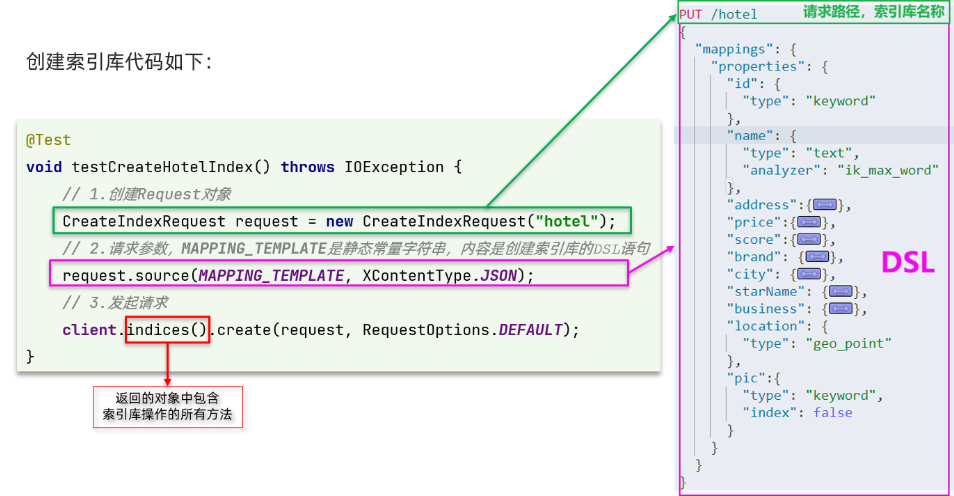 创建索引库代码如下：
@Test
void testCreateHotelIndex() throws IOException {
// 1.创建Request对象
CreateIndexRequest request = new CreateIndexRequest("hotel");
// 2.请求参数，MAPPING_TEMPLATE是静态常量字符串，内容是创建索引库的DSL语句
request.source(MAPPING_TEMPLATE, XContentType.JSON);
// 3.发起请求
client.indices().create(request, RequestOptions.DEFAULT);
}
返回的对象中包含
索引库操作的所有方法
PUT /hotel 请求路径，索引库名称
{
"mappings": {
"properties": {
"id": {
"type": "keyword"
},
"name": {
"type": "text",
"analyzer": "ik_max_word"
},
"address":{},
"price":{},
"score":{},
"brand": {},
"city": {},
"starName": {},
"business": {},
"location": {
"type": "geo_point"
},
"pic":{
"type": "keyword",
"index": false
}
}
}
}
DSL